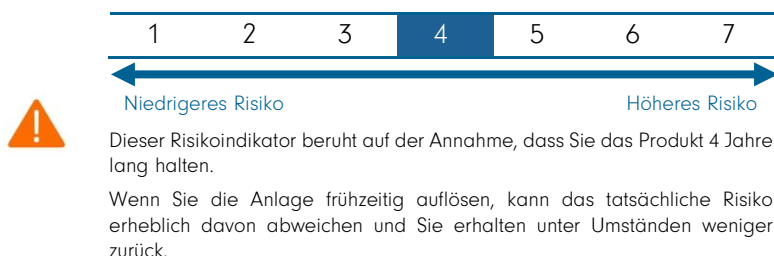 1 2 3 4 5 6 7
Niedrigeres Risiko Höheres Risiko
Dieser Risikoindikator beruht auf der Annahme, dass Sie das Produkt 4 Jahre
lang halten.
Wenn Sie die Anlage frühzeitig auflösen, kann das tatsächliche Risiko
erheblich davon abweichen und Sie erhalten unter Umständen weniger
zurück.